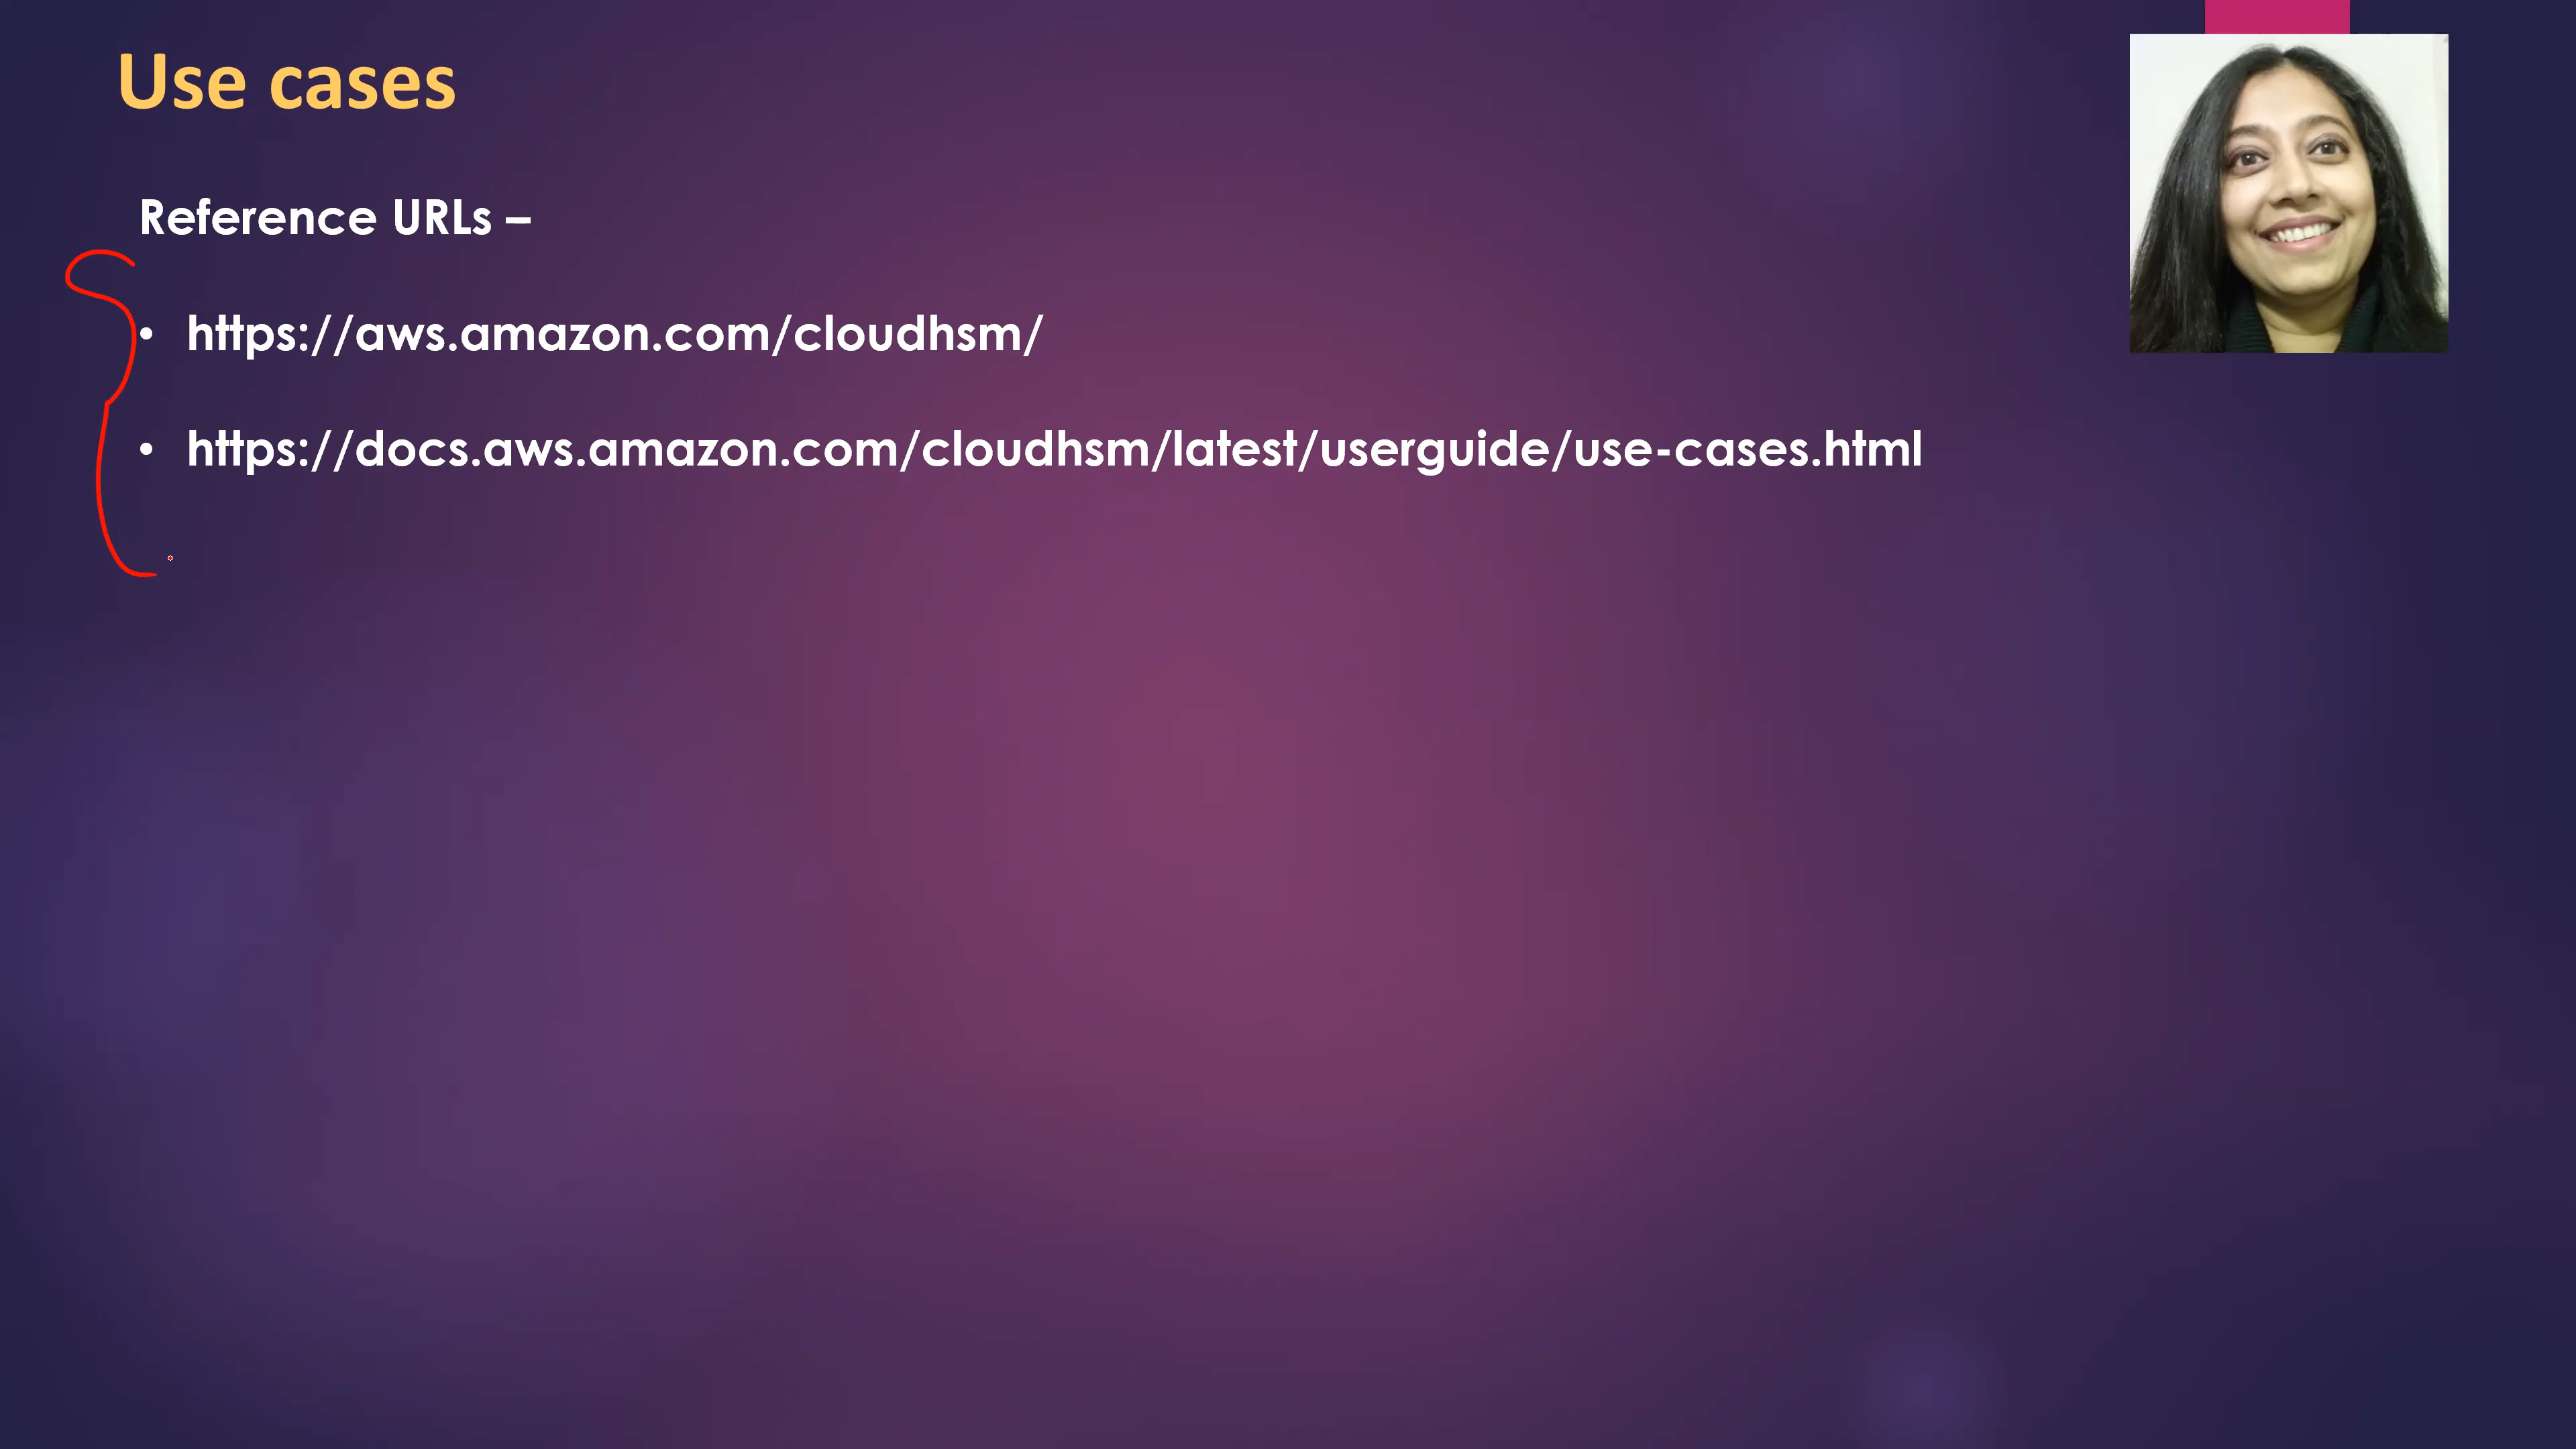 Use cases
Reference URLs –
• https://aws.amazon.com/cloudhsm/
• https://docs.aws.amazon.com/cloudhsm/latest/userguide/use-cases.html